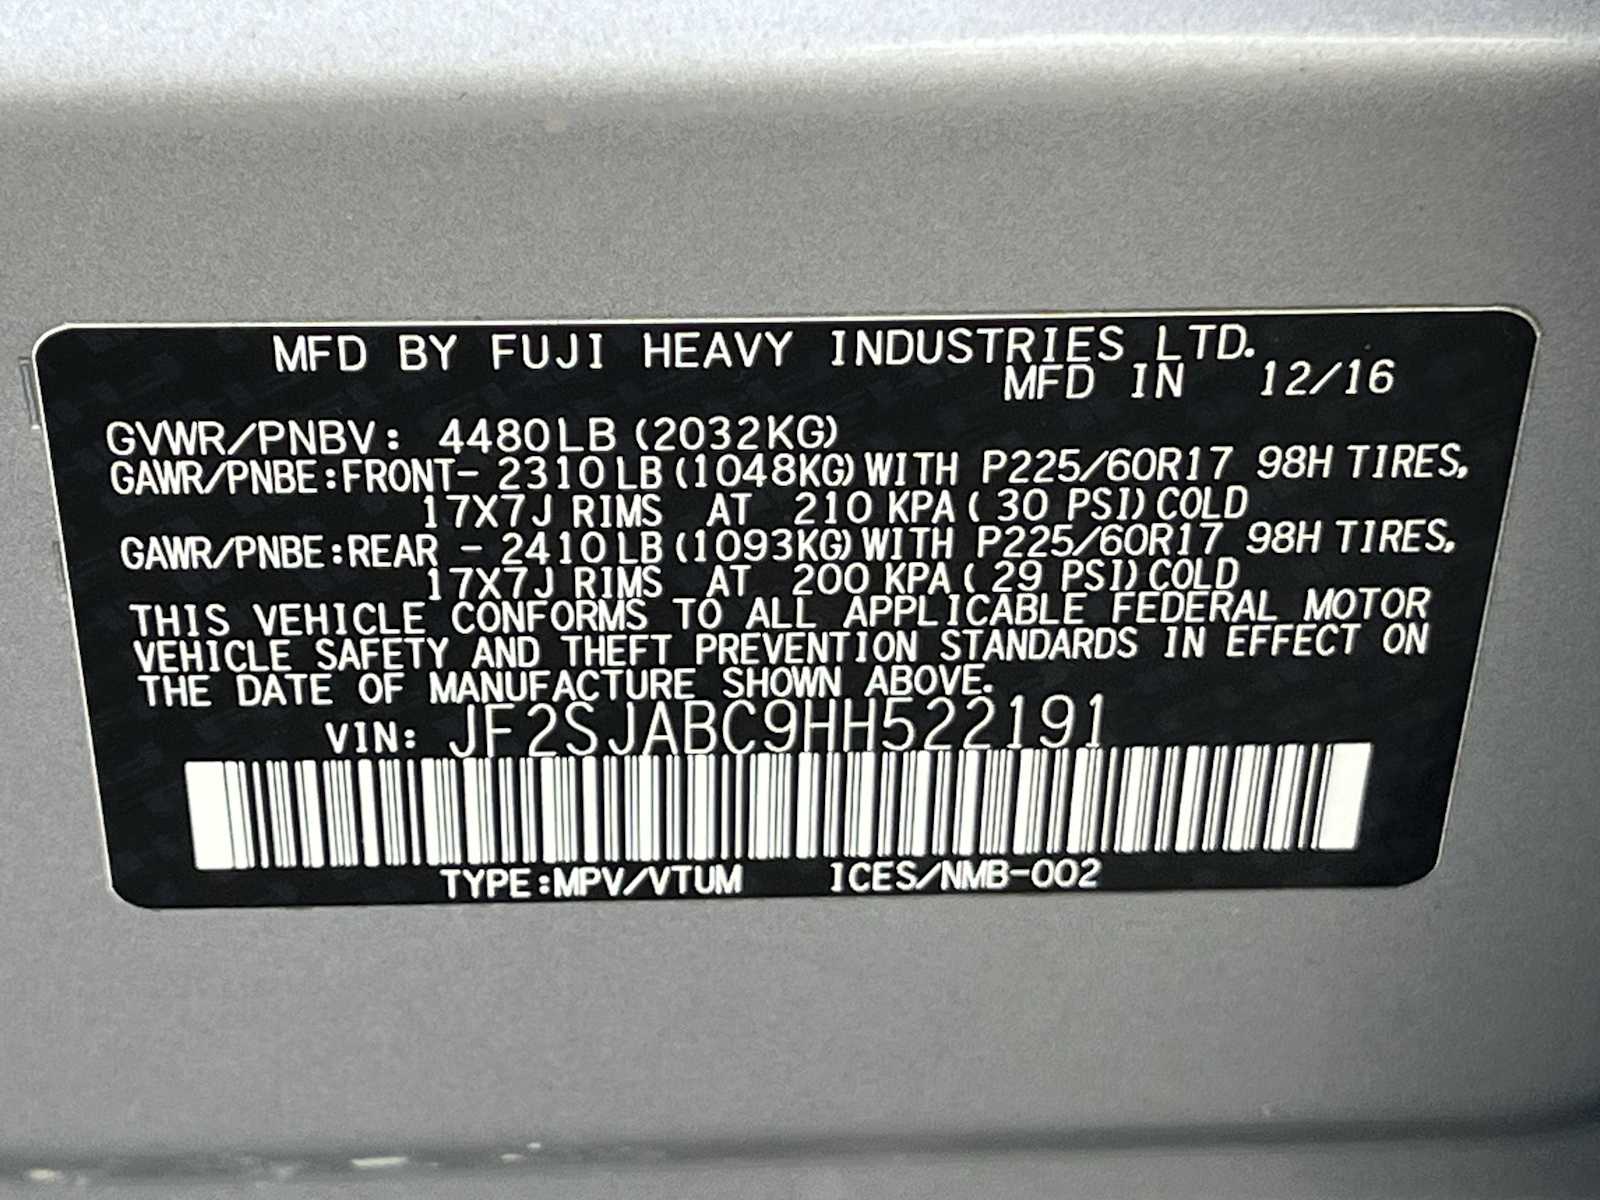 MFD BY FUJI HEAVY INDUSTRIES LTD.
MFD IN 12/16
GVWR/PNBV: 4480LB (2032KG)
GAWR/PNBE:FRONT- 2310LB (1048KG) WITH P225/60R17 98H TIRES,
17X7J RIMS AT 210 KPA ( 30 PSI) COLD
GAWR/PNBE:REAR - 2410LB (1093KG) WITH P225/60R17 98H TIRES,
17X7J RIMS AT 200 KPA ( 29 PSI) COLD
THIS VEHICLE CONFORMS TO ALL APPLICABLE FEDERAL MOTOR
VEHICLE SAFETY AND THEFT PREVENTION STANDARDS IN EFFECT ON
THE DATE OF MANUFACTURE SHOWN ABOVE.
VIN: JF2SJABC9HH522191
TYPE:MPV/VTUM ICES/NMB-002